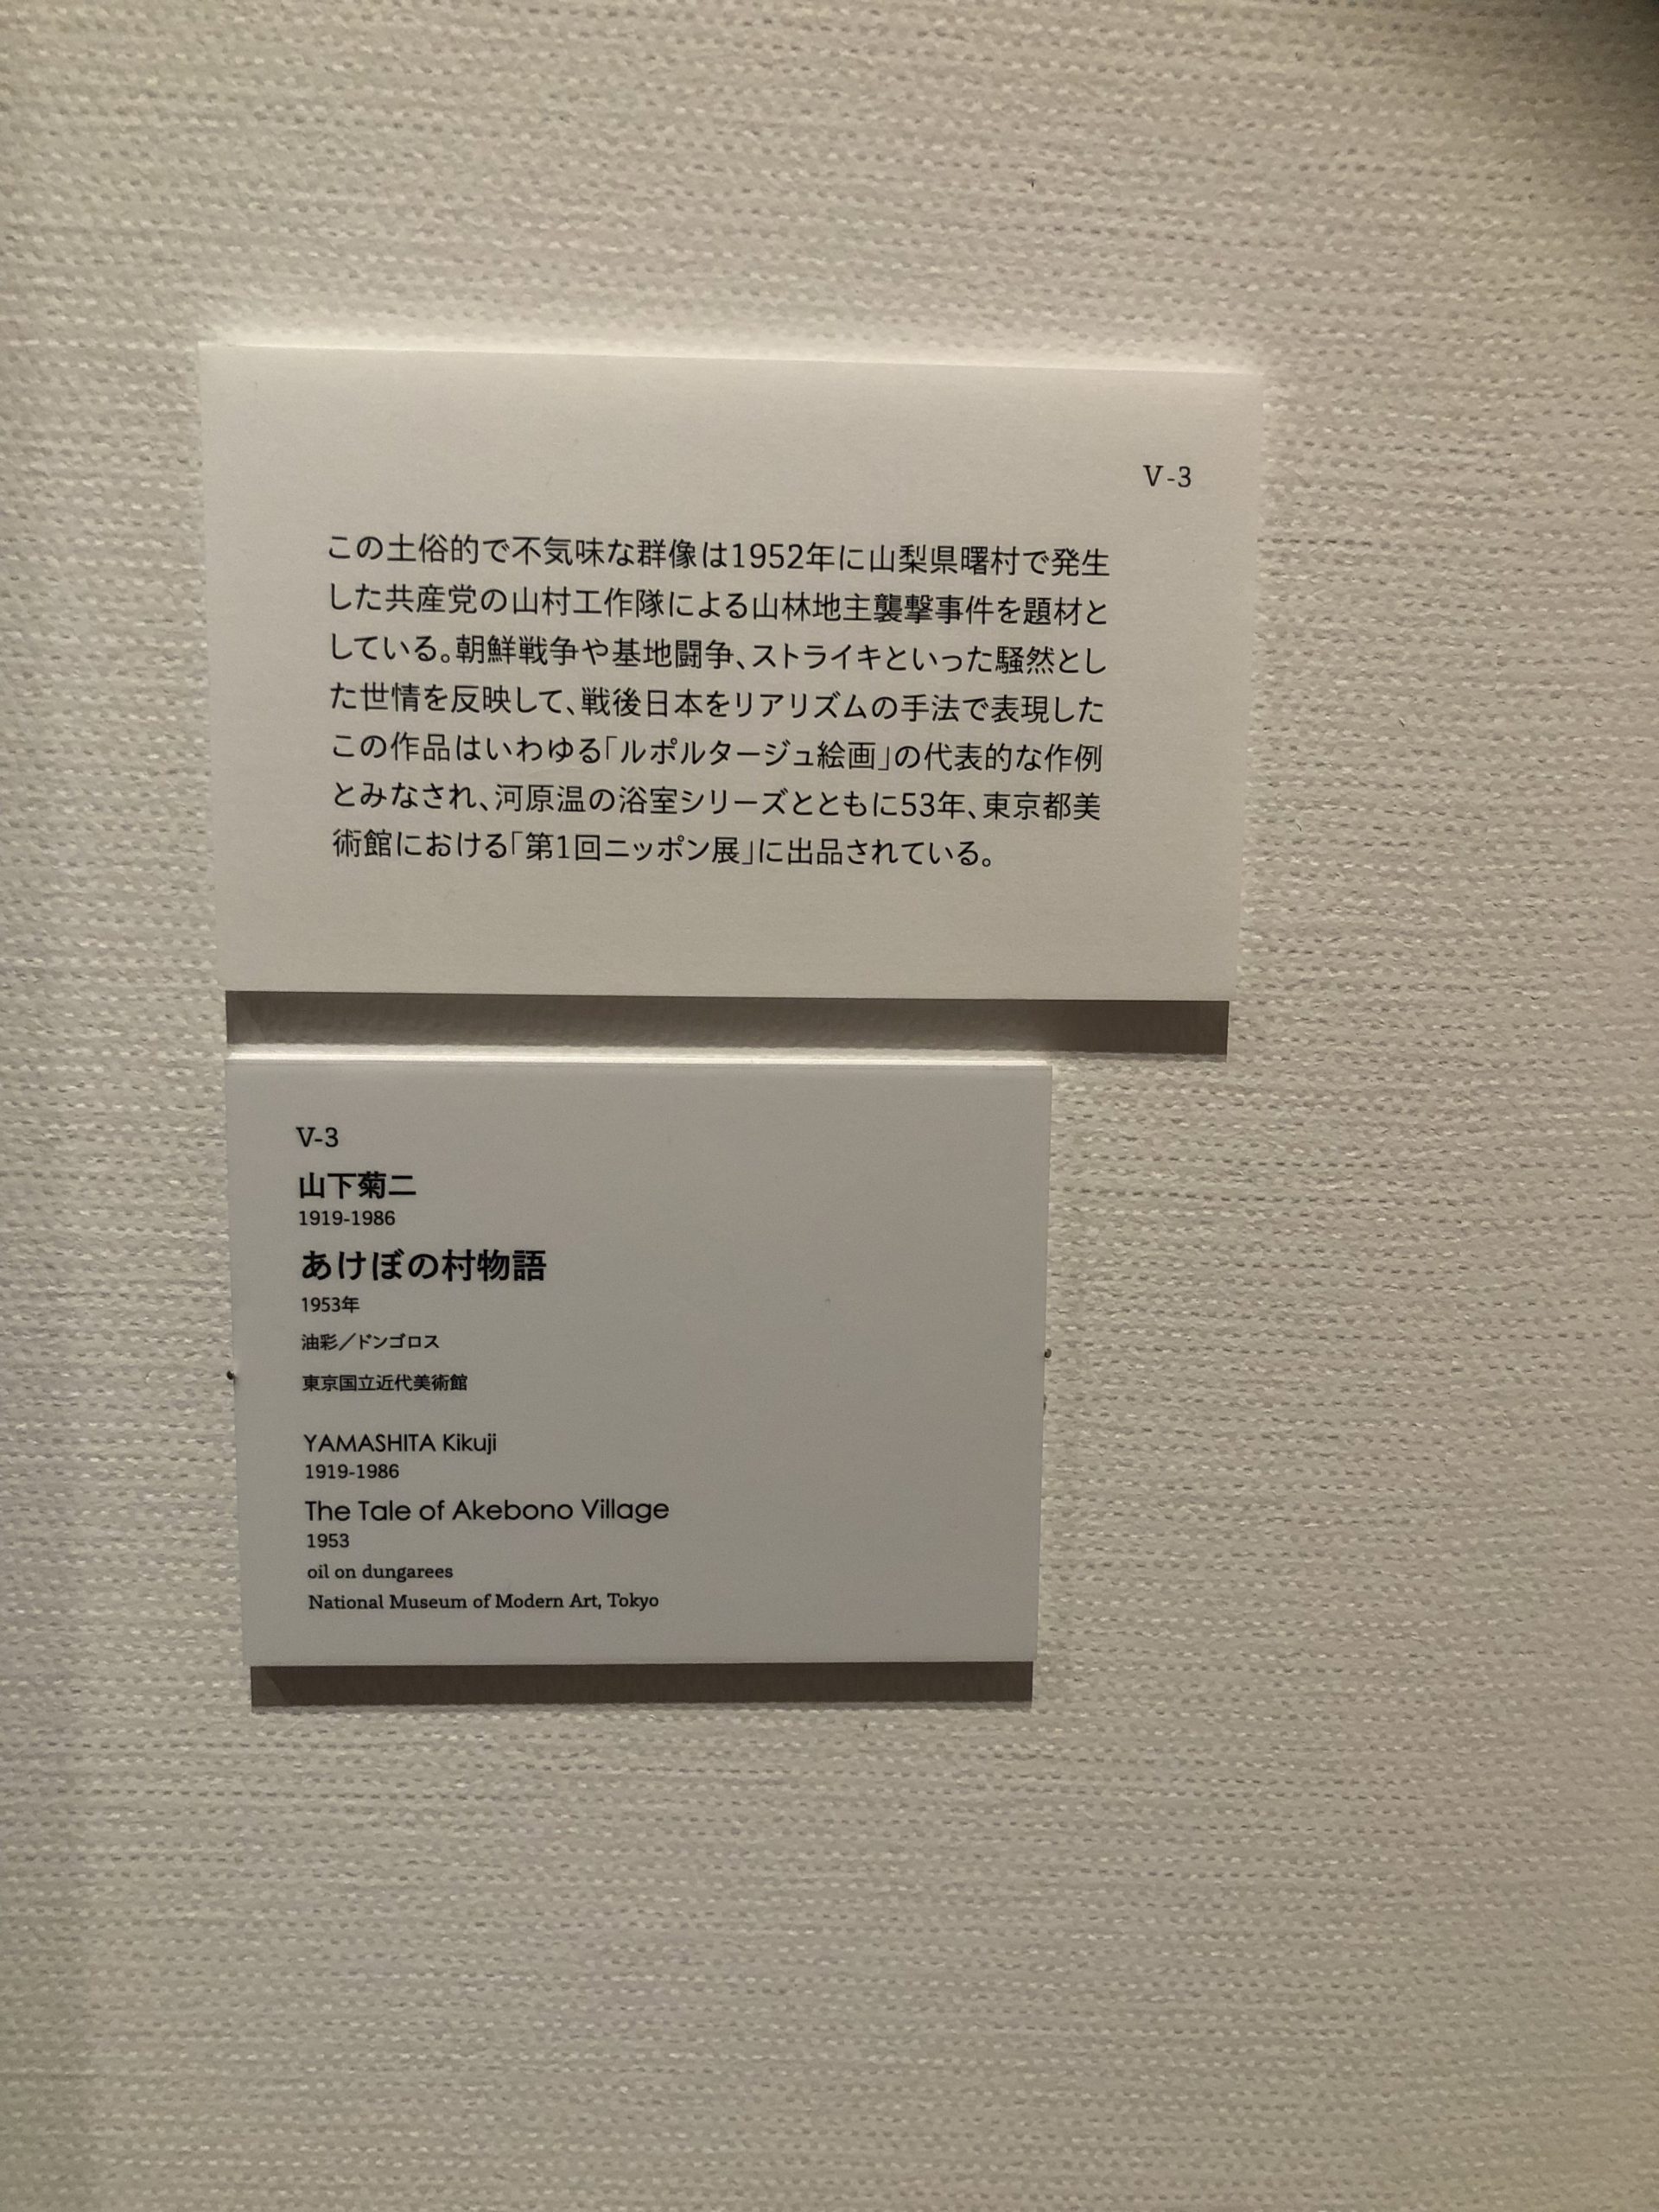 V-3
この土俗的で不気味な群像は1952年に山梨県曙村で発生
した共産党の山村工作隊による山林地主襲撃事件を題材と
している。朝鮮戦争や基地闘争、ストライキといった騒然とし
た世情を反映して、戦後日本をリアリズムの手法で表現した
この作品はいわゆる「ルポルタージュ絵画」の代表的な作例
とみなされ、河原温の浴室シリーズとともに53年、東京都美
術館における「第1回ニッポン展」に出品されている。
V-3
山下菊二
1919-1986
あけぼの村物語
1953年
油彩／ドンゴロス
東京国立近代美術館
YAMASHITA Kikuji
1919-1986
The Tale of Akebono Village
1953
oil on dungarees
National Museum of Modern Art, Tokyo